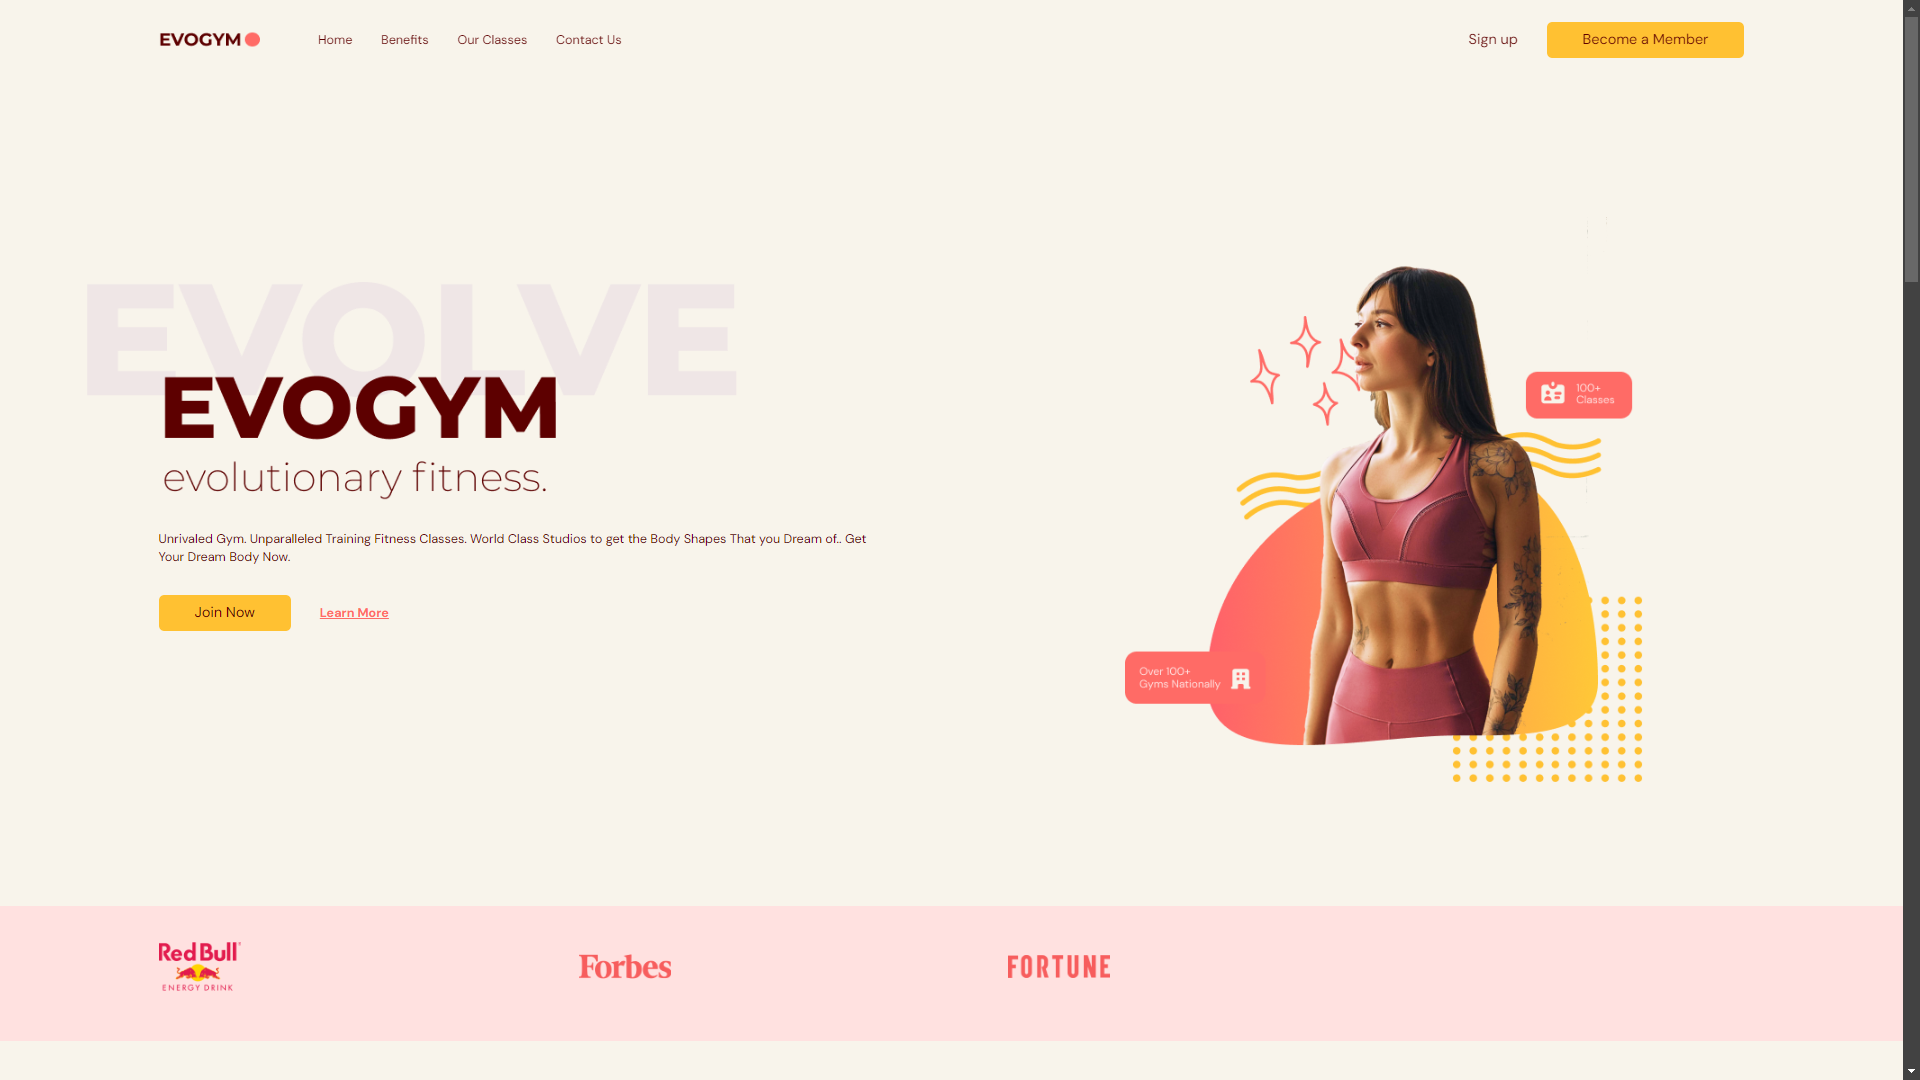 EVOGYM
Home
Benefits
Our Classes
Contact Us
Sign up
Become a Member
EVOLVE
EVOGYM
evolutionary fitness.
Unrivaled Gym. Unparalleled Training Fitness Classes. World Class Studios to get the Body Shapes That you Dream of.. Get
Your Dream Body Now.
Join Now
Learn More
100+
Classes
Over 100+
Gyms Nationally
Red Bull
ENERGY DRINK
Forbes
FORTUNE